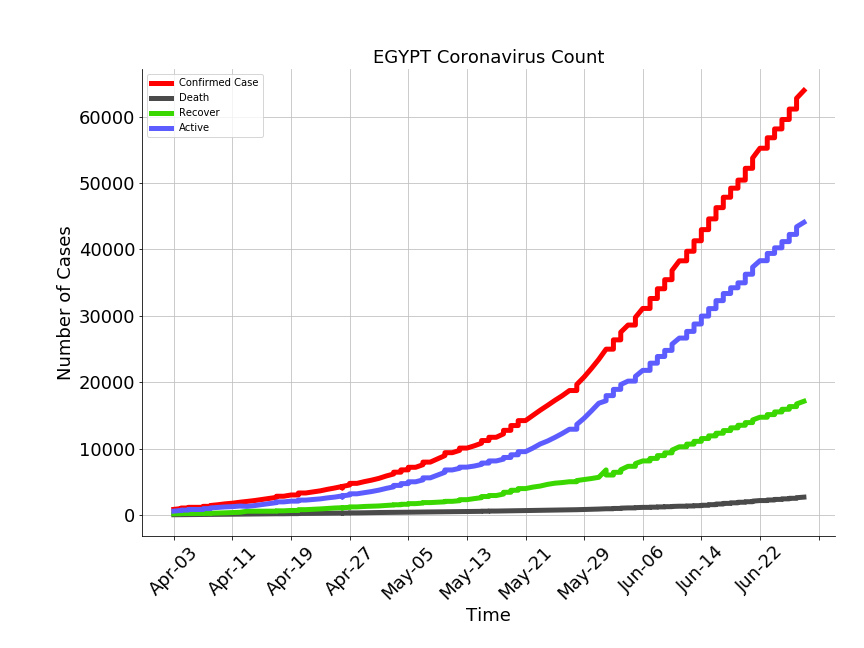 EGYPT Coronavirus Count
Confirmed Case
Death
Recover
Active
Number of Cases
60000
50000
40000
30000
20000
10000
0
Apr-03
Apr-11
Apr-19
Apr-27
May-05
May-13
May-21
May-29
Jun-06
Jun-14
Jun-22
Time